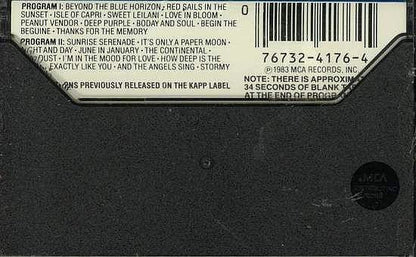 PROGRAM I: BEYOND THE BLUE HORIZON · RED SAILS IN THE
SUNSET · ISLE OF CAPRI · SWEET LEILANI · LOVE IN BLOOM ·
PEANUT VENDOR · DEEP PURPLE · BODAY AND SOUL · BEGIN THE
BEGUINE · THANKS FOR THE MEMORY
PROGRAM II: SUNRISE SERENADE · IT'S ONLY A PAPER MOON ·
NIGHT AND DAY · JUNE IN JANUARY · THE CONTINENTAL ·
I'M IN THE MOOD FOR LOVE · HOW DEEP IS THE
EXACTLY LIKE YOU · AND THE ANGELS SING · STORMY
PREVIOUSLY RELEASED ON THE KAPP LABEL
0
76732-4176-4
℗ 1983 MCA RECORDS, INC.
NOTE: THERE IS
34 SECONDS OF BLANK
AT THE END OF
MCA